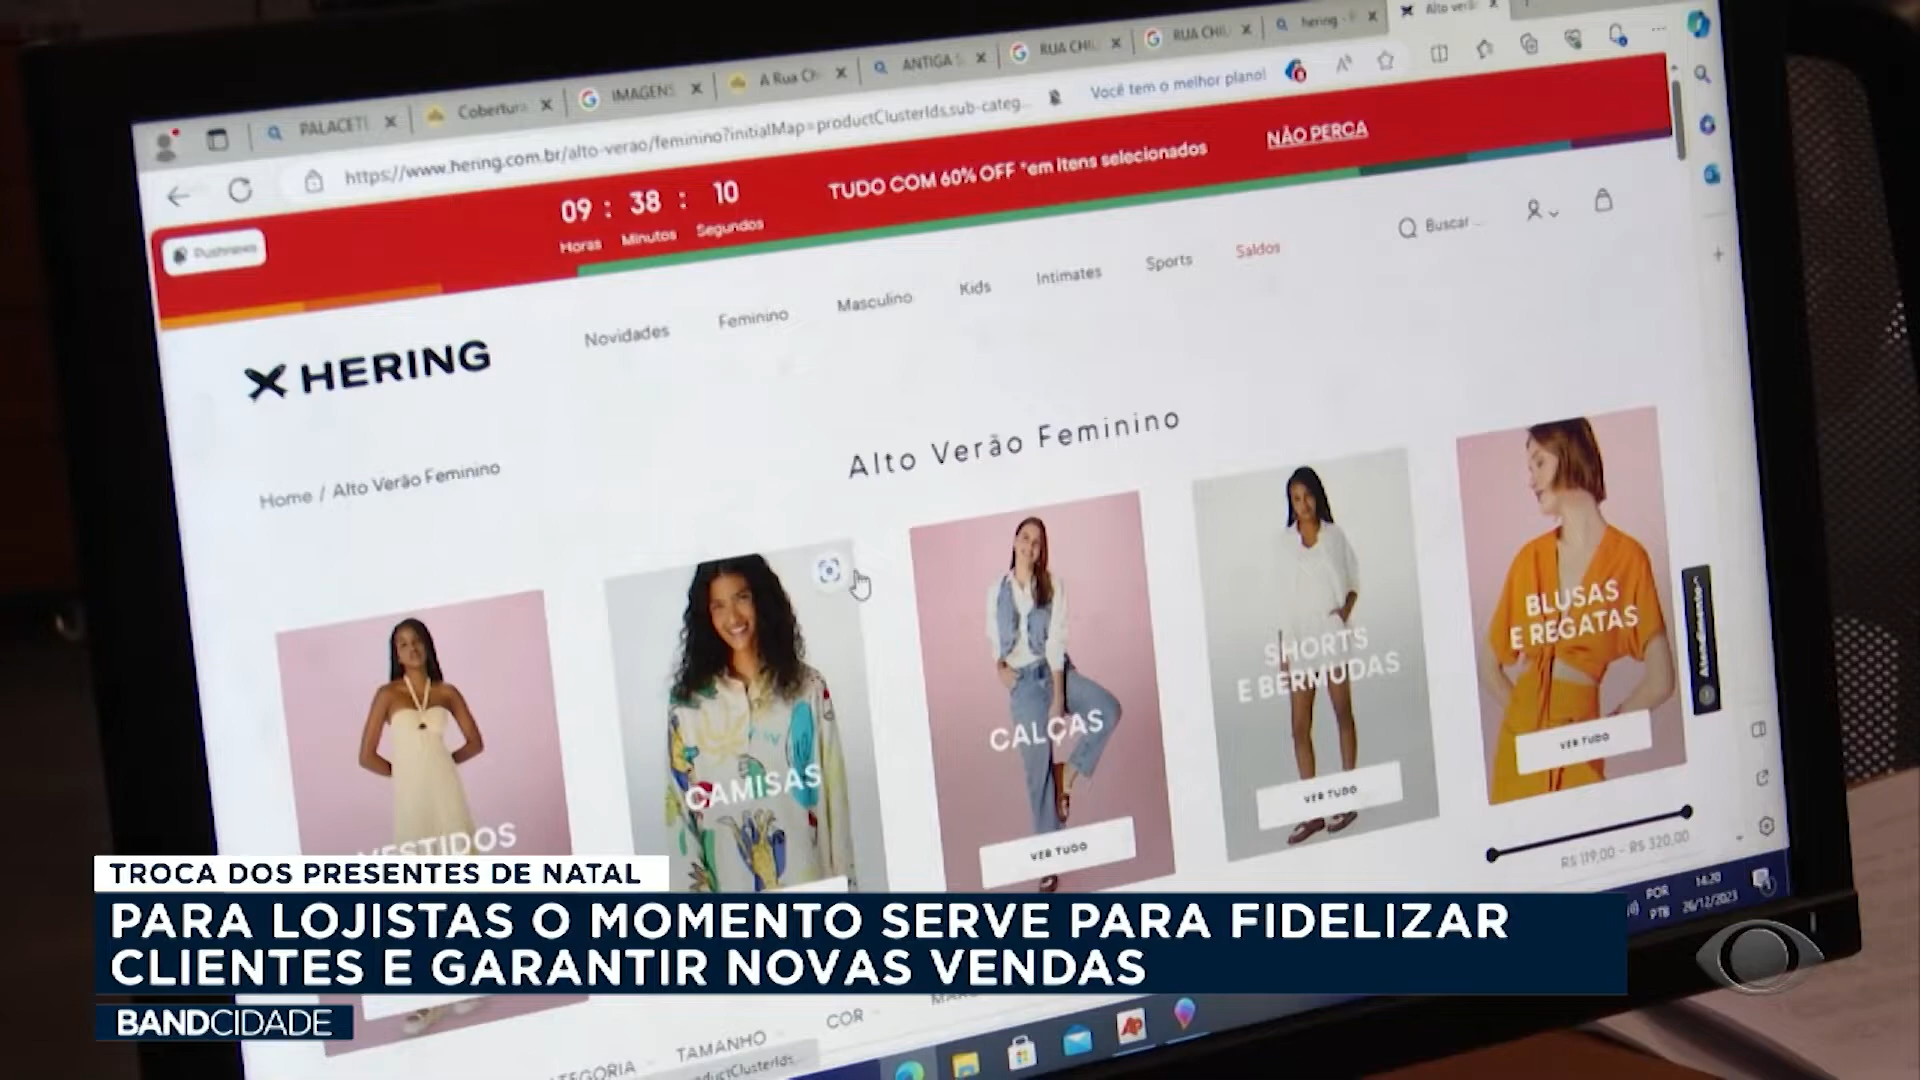 PALACETE
Cobertura
IMAGENS
A Rua Ch
ANTIGA S
RUA CHIL
RUA CHIL
hering -
Alto verã
https://www.hering.com.br/alto-verao/feminino?initialMap=productClusterIds,sub-categ...
Você tem o melhor plano!
Pushnews
09 : 38 : 10
Horas Minutos Segundos
TUDO COM 60% OFF *em itens selecionados
NÃO PERCA
HERING
Novidades
Feminino
Masculino
Kids
Intimates
Sports
Saldos
Buscar ...
Home / Alto Verão Feminino
Alto Verão Feminino
VESTIDOS
CAMISAS
CALÇAS
VER TUDO
SHORTS
E BERMUDAS
VER TUDO
BLUSAS
E REGATAS
VER TUDO
Atendimento
R$ 119,00 - R$ 320,00
POR
PTB
14:20
26/12/2023
TROCA DOS PRESENTES DE NATAL
PARA LOJISTAS O MOMENTO SERVE PARA FIDELIZAR
CLIENTES E GARANTIR NOVAS VENDAS
BANDCIDADE
TAMANHO
COR